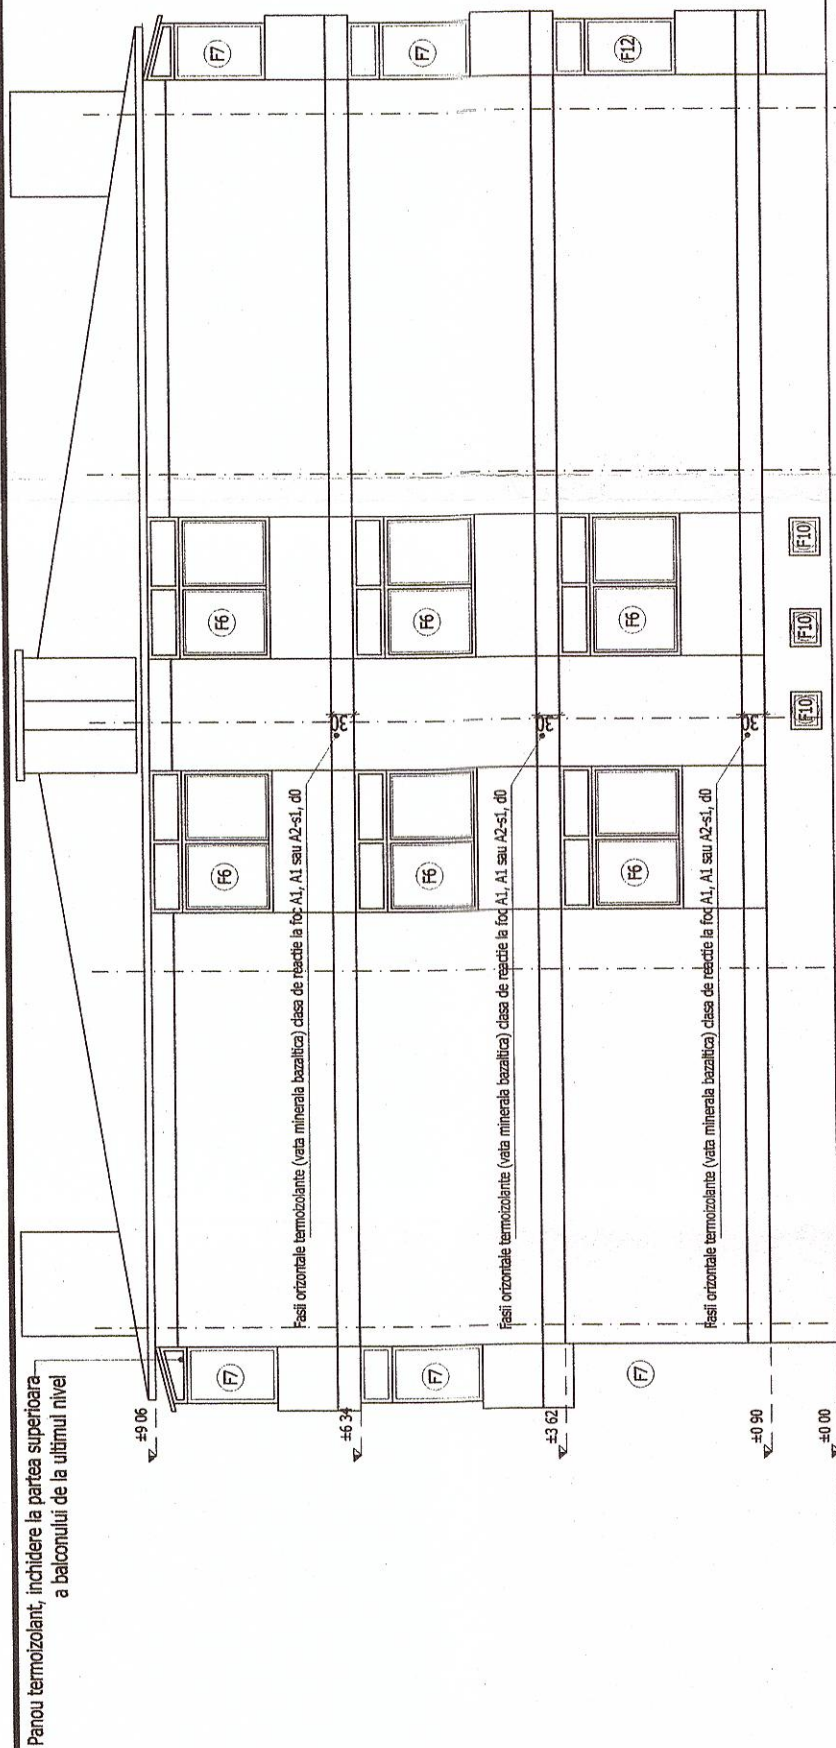 Panou termoizolant, inchidere la partea superioara
a balconului de la ultimul nivel
±9 06
F7
F6
F6
F7
Fasii orizontale termoizolante (vata minerala bazaltica) clasa de reactie la foc A1, A1 sau A2-s1, d0
30
±6 34
F7
F6
F6
F7
Fasii orizontale termoizolante (vata minerala bazaltica) clasa de reactie la foc A1, A1 sau A2-s1, d0
30
±3 62
F7
F6
F6
F12
Fasii orizontale termoizolante (vata minerala bazaltica) clasa de reactie la foc A1, A1 sau A2-s1, d0
30
±0 90
F10
F10
F10
±0 00